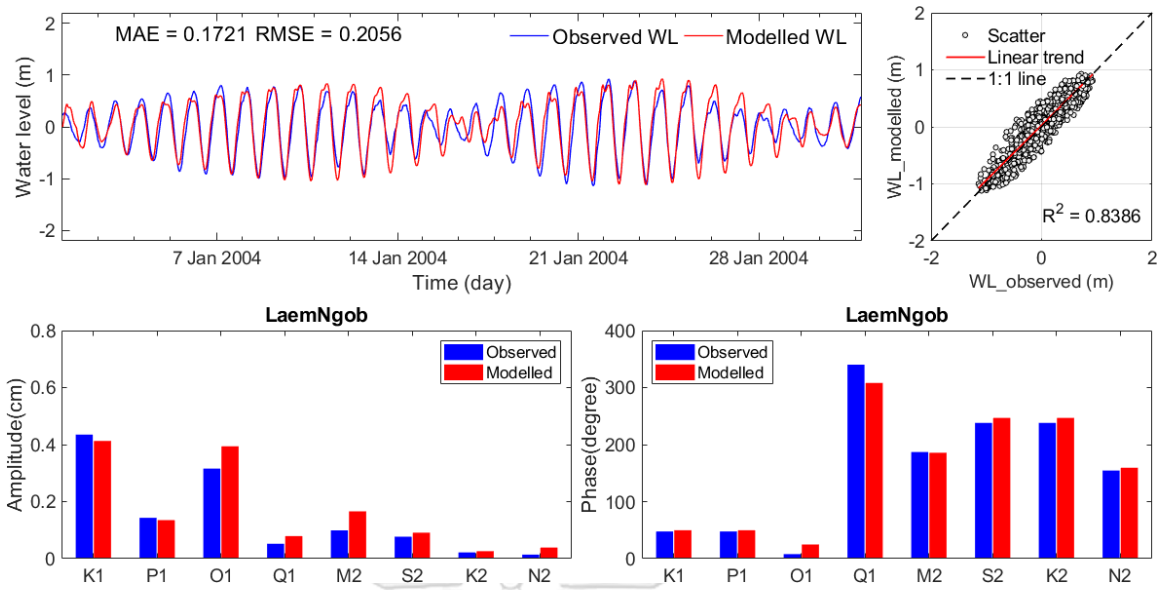 MAE = 0.1721 RMSE = 0.2056
Observed WL
Modelled WL
2
1
0
-1
-2
Water level (m)
7 Jan 2004
14 Jan 2004
21 Jan 2004
28 Jan 2004
Time (day)
Scatter
Linear trend
1:1 line
2
1
0
-1
-2
WL_modelled (m)
R2 = 0.8386
-2
0
2
WL_observed (m)
LaemNgob
Observed
Modelled
0.8
0.6
0.4
0.2
0
Amplitude(cm)
K1
P1
O1
Q1
M2
S2
K2
N2
LaemNgob
Observed
Modelled
400
300
200
100
0
Phase(degree)
K1
P1
O1
Q1
M2
S2
K2
N2